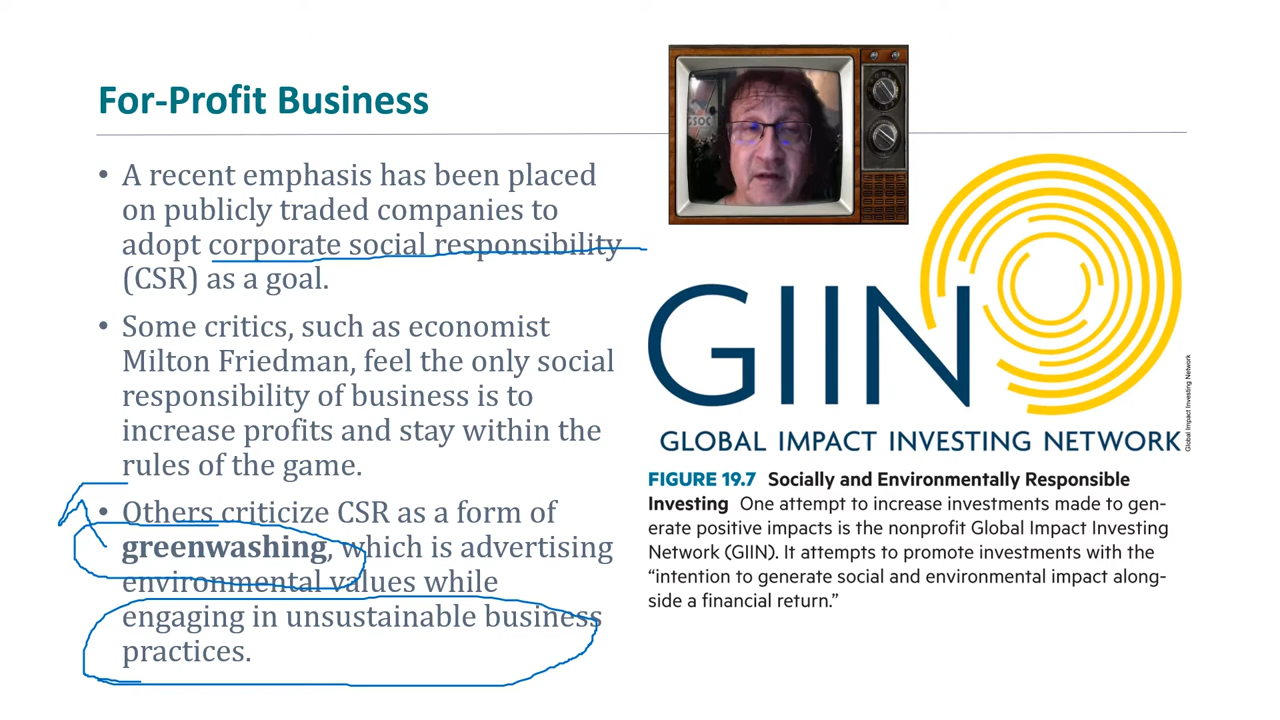 For-Profit Business
• A recent emphasis has been placed
on publicly traded companies to
adopt corporate social responsibility
(CSR) as a goal.
• Some critics, such as economist
Milton Friedman, feel the only social
responsibility of business is to
increase profits and stay within the
rules of the game.
• Others criticize CSR as a form of
greenwashing, which is advertising
environmental values while
engaging in unsustainable business
practices.
GSOC
GIIN
GLOBAL IMPACT INVESTING NETWORK
Global Impact Investing Network
FIGURE 19.7 Socially and Environmentally Responsible
Investing One attempt to increase investments made to gen-
erate positive impacts is the nonprofit Global Impact Investing
Network (GIIN). It attempts to promote investments with the
“intention to generate social and environmental impact along-
side a financial return.”